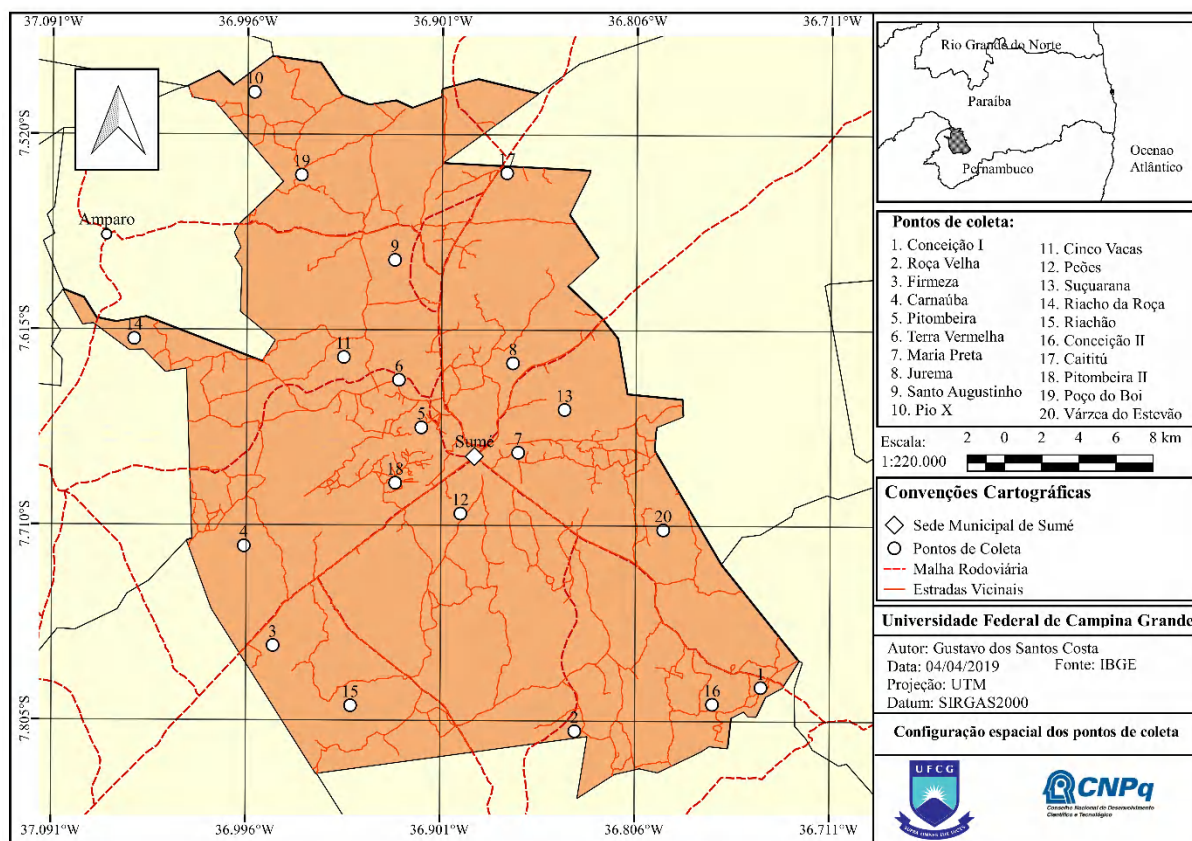 37.091°W 36.996°W 36.901°W 36.806°W 36.711°W
7.520°S
7.615°S
7.710°S
7.805°S
10
19
17
Amparo
9
14
11
8
6
13
5
Sumé
7
18
12
20
4
3
1
15
16
2
37.091°W 36.996°W 36.901°W 36.806°W 36.711°W
Rio Grande do Norte
Paraíba
Pernambuco
Ocenao
Atlântico
Pontos de coleta:
1. Conceição I
2. Roça Velha
3. Firmeza
4. Carnaúba
5. Pitombeira
6. Terra Vermelha
7. Maria Preta
8. Jurema
9. Santo Augustinho
10. Pio X
11. Cinco Vacas
12. Pcões
13. Suçuarana
14. Riacho da Roça
15. Riachão
16. Conceição II
17. Caititú
18. Pitombeira II
19. Poço do Boi
20. Várzea do Estevão
Escala:
1:220.000
2 0 2 4 6 8 km
Convenções Cartográficas
Sede Municipal de Sumé
Pontos de Coleta
Malha Rodoviária
Estradas Vicinais
Universidade Federal de Campina Grande
Autor: Gustavo dos Santos Costa
Data: 04/04/2019 Fonte: IBGE
Projeção: UTM
Datum: SIRGAS2000
Configuração espacial dos pontos de coleta
UFCG
CNPq
Conselho Nacional de Desenvolvimento
Científico e Tecnológico